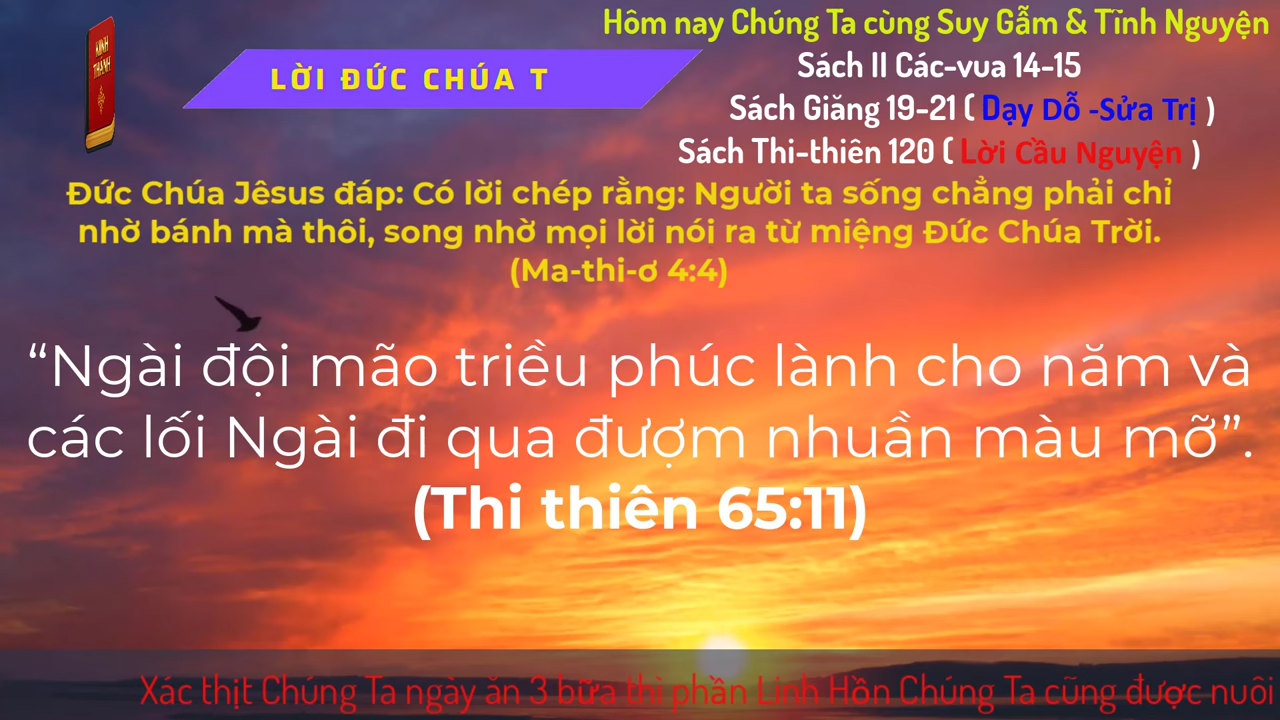 Hôm nay Chúng Ta cùng Suy Gẫm & Tĩnh Nguyện
Sách II Các-vua 14-15
Sách Giăng 19-21 ( Dạy Dỗ -Sửa Trị )
Sách Thi-thiên 120 ( Lời Cầu Nguyện )
KINH
THÁNH
LỜI ĐỨC CHÚA T
Đức Chúa Jêsus đáp: Có lời chép rằng: Người ta sống chẳng phải chỉ
nhờ bánh mà thôi, song nhờ mọi lời nói ra từ miệng Đức Chúa Trời.
(Ma-thi-ơ 4:4)
“Ngài đội mão triều phúc lành cho năm và
các lối Ngài đi qua đượm nhuần màu mỡ”.
(Thi thiên 65:11)
Xác thịt Chúng Ta ngày ăn 3 bữa thì phần Linh Hồn Chúng Ta cũng được nuôi